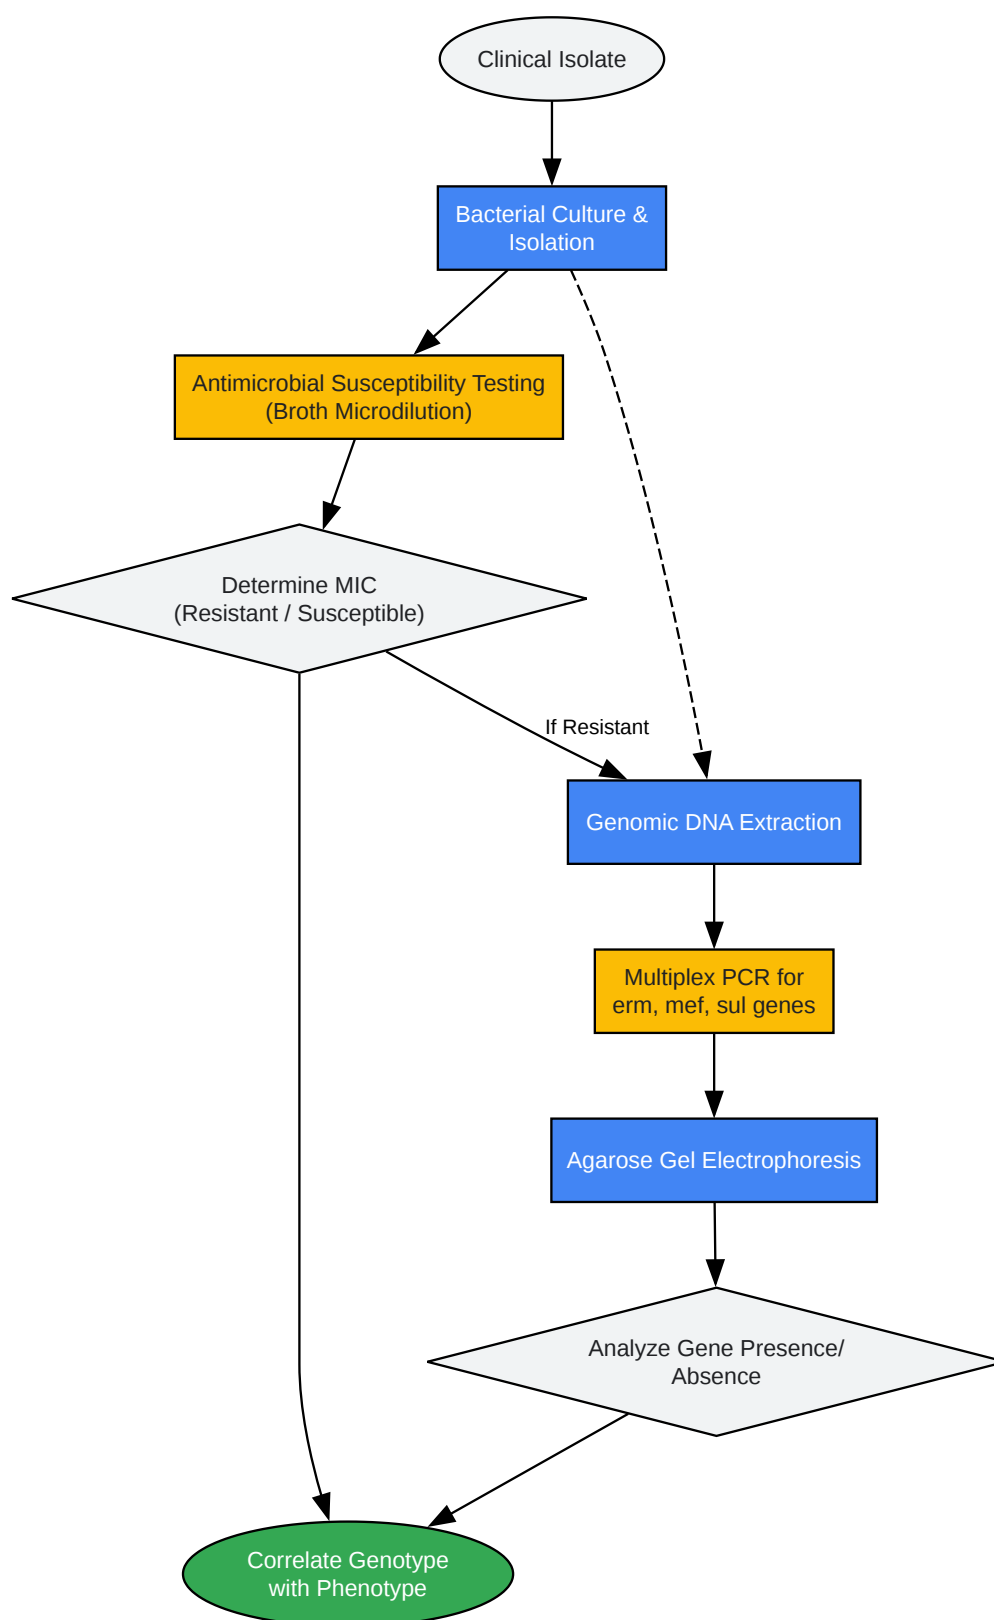 Clinical Isolate
Bacterial Culture &
Isolation
Antimicrobial Susceptibility Testing
(Broth Microdilution)
Determine MIC
(Resistant / Susceptible)
If Resistant
Genomic DNA Extraction
Multiplex PCR for
erm, mef, sul genes
Agarose Gel Electrophoresis
Analyze Gene Presence/
Absence
Correlate Genotype
with Phenotype